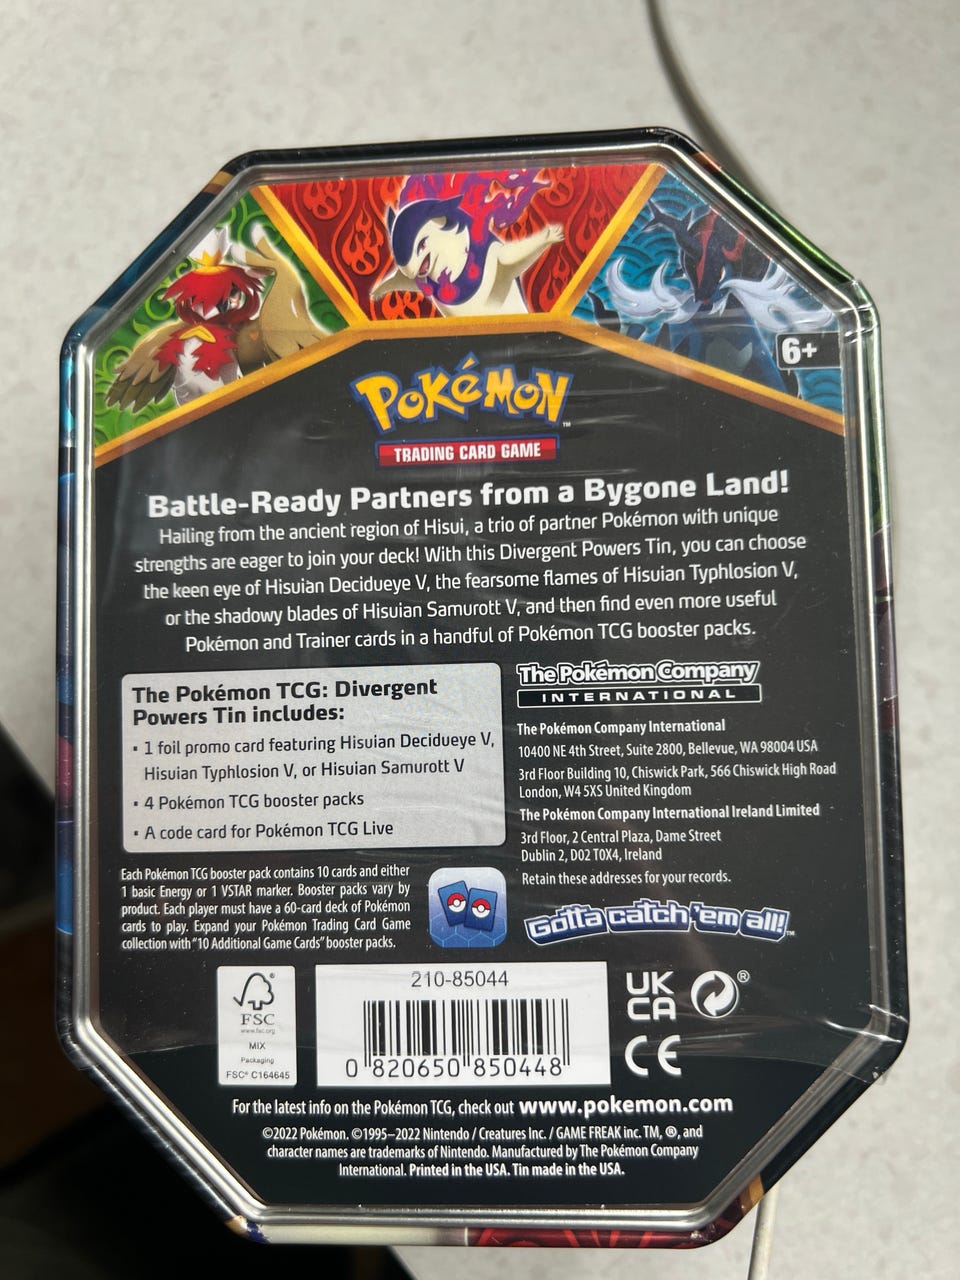 6+
POKéMON™
TRADING CARD GAME
Battle-Ready Partners from a Bygone Land!
Hailing from the ancient region of Hisui, a trio of partner Pokémon with unique
strengths are eager to join your deck! With this Divergent Powers Tin, you can choose
the keen eye of Hisuian Decidueye V, the fearsome flames of Hisuian Typhlosion V,
or the shadowy blades of Hisuian Samurott V, and then find even more useful
Pokémon and Trainer cards in a handful of Pokémon TCG booster packs.
The Pokémon TCG: Divergent
Powers Tin includes:
• 1 foil promo card featuring Hisuian Decidueye V,
Hisuian Typhlosion V, or Hisuian Samurott V
• 4 Pokémon TCG booster packs
• A code card for Pokémon TCG Live
Each Pokémon TCG booster pack contains 10 cards and either
1 basic Energy or 1 VSTAR marker. Booster packs vary by
product. Each player must have a 60-card deck of Pokémon
cards to play. Expand your Pokémon Trading Card Game
collection with "10 Additional Game Cards" booster packs.
The Pokémon Company
INTERNATIONAL
The Pokémon Company International
10400 NE 4th Street, Suite 2800, Bellevue, WA 98004 USA
3rd Floor Building 10, Chiswick Park, 566 Chiswick High Road
London, W4 5XS United Kingdom
The Pokémon Company International Ireland Limited
3rd Floor, 2 Central Plaza, Dame Street
Dublin 2, D02 T0X4, Ireland
Retain these addresses for your records.
Gotta catch 'em all!™
FSC
www.fsc.org
MIX
Packaging
FSC® C164645
210-85044
0 820650 850448
UK
CA
®
CE
For the latest info on the Pokémon TCG, check out www.pokemon.com
©2022 Pokémon. ©1995–2022 Nintendo / Creatures Inc. / GAME FREAK inc. TM, ®, and
character names are trademarks of Nintendo. Manufactured by The Pokémon Company
International. Printed in the USA. Tin made in the USA.